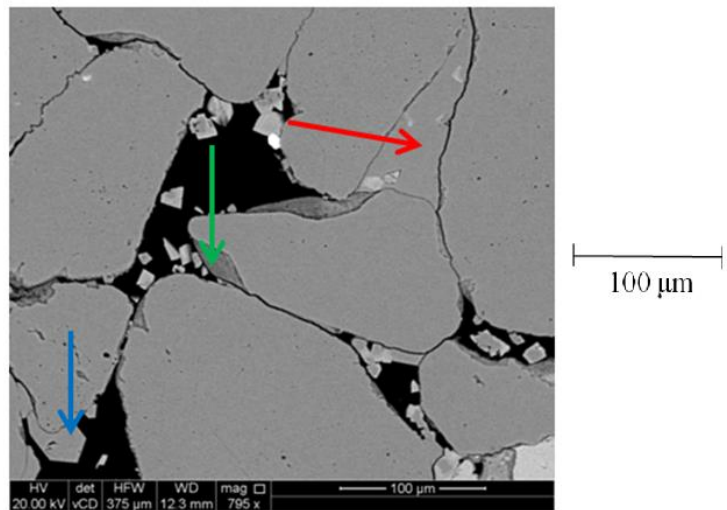 100 µm
HV det HFW WD mag □
20.00 kV vCD 375 µm 12.3 mm 795 x
100 µm